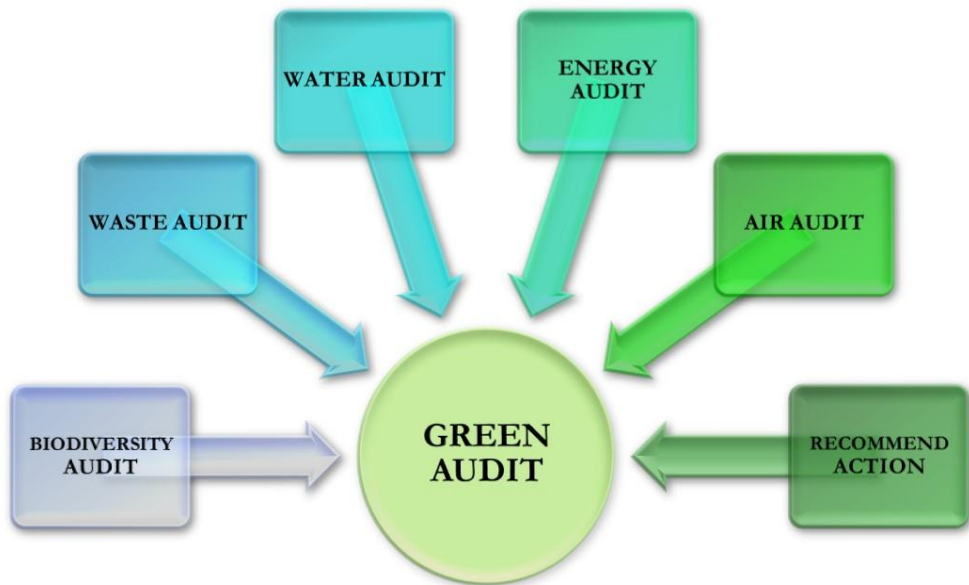 WATER AUDIT
ENERGY
AUDIT
WASTE AUDIT
AIR AUDIT
BIODIVERSITY
AUDIT
GREEN
AUDIT
RECOMMEND
ACTION